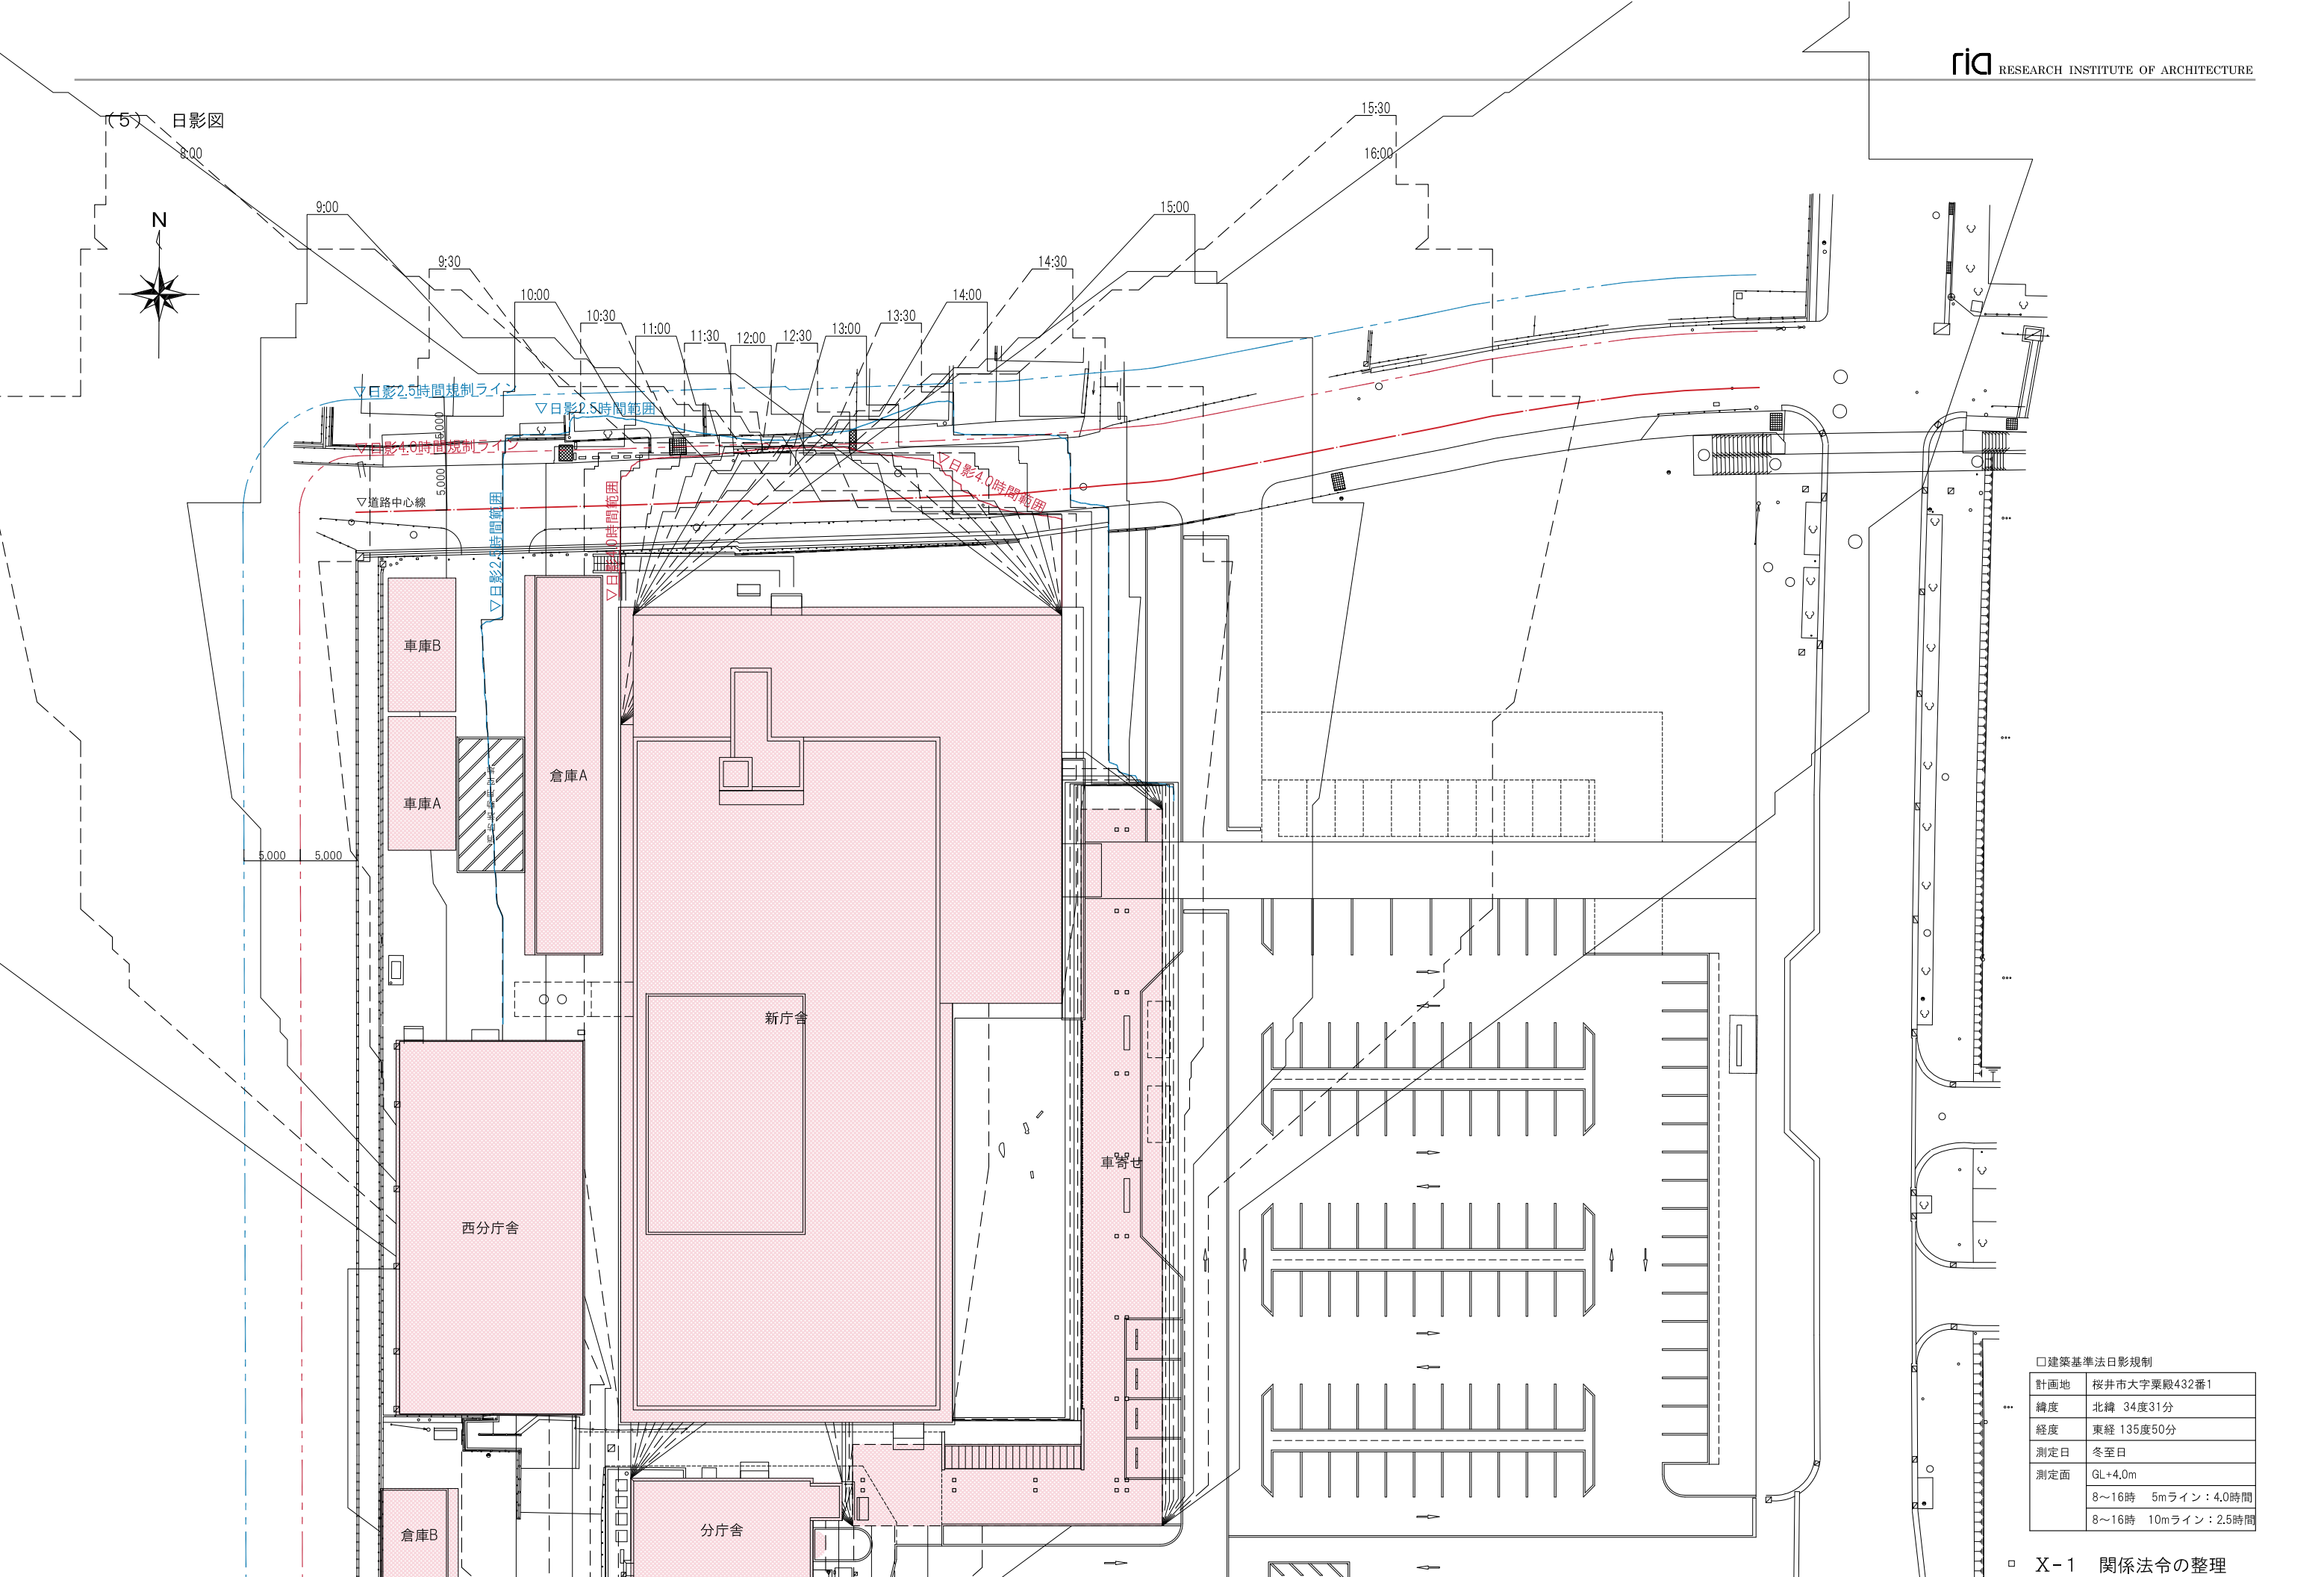 ria RESEARCH INSTITUTE OF ARCHITECTURE
(5) 日影図
8:00
15:30
16:00
N
9:00
15:00
9:30
14:30
10:00
14:00
10:30
13:30
11:00
11:30
12:00
12:30
13:00
▽日影2.5時間規制ライン
▽日影2.5時間範囲
5,000
▽日影4.0時間規制ライン
▽日影4.0時間範囲
5,000
▽道路中心線
▽日影2.5時間範囲
▽日影4.0時間範囲
車庫B
倉庫A
車庫A
5,000
5,000
新庁舎
車寄せ
西分庁舎
倉庫B
分庁舎
□建築基準法日影規制
計画地 桜井市大字粟殿432番1
緯度 北緯 34度31分
経度 東経 135度50分
測定日 冬至日
測定面 GL+4.0m
8～16時 5mライン：4.0時間
8～16時 10mライン：2.5時間
X-1 関係法令の整理